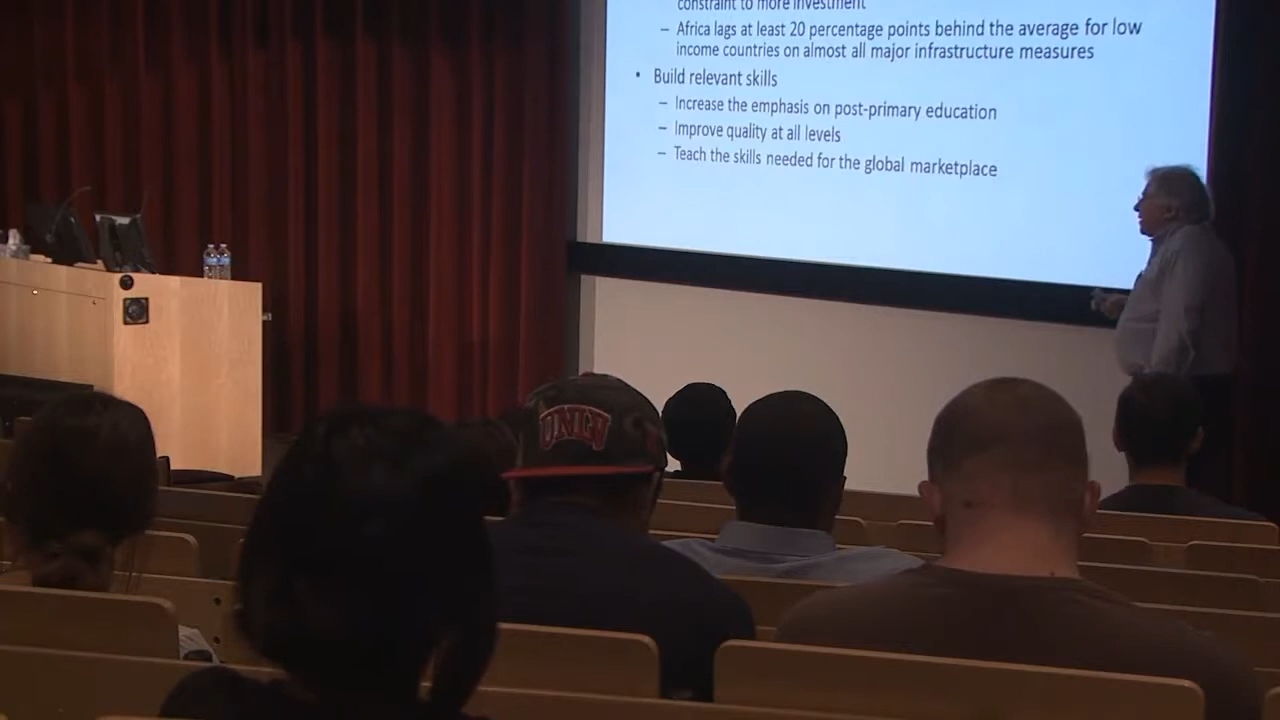 constraint to more investment
– Africa lags at least 20 percentage points behind the average for low
income countries on almost all major infrastructure measures
• Build relevant skills
– Increase the emphasis on post-primary education
– Improve quality at all levels
– Teach the skills needed for the global marketplace
UNLV